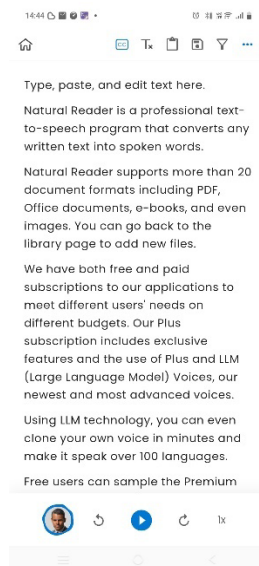 14:44
CC
Type, paste, and edit text here.
Natural Reader is a professional text-
to-speech program that converts any
written text into spoken words.
Natural Reader supports more than 20
document formats including PDF,
Office documents, e-books, and even
images. You can go back to the
library page to add new files.
We have both free and paid
subscriptions to our applications to
meet different users' needs on
different budgets. Our Plus
subscription includes exclusive
features and the use of Plus and LLM
(Large Language Model) Voices, our
newest and most advanced voices.
Using LLM technology, you can even
clone your own voice in minutes and
make it speak over 100 languages.
Free users can sample the Premium
1x